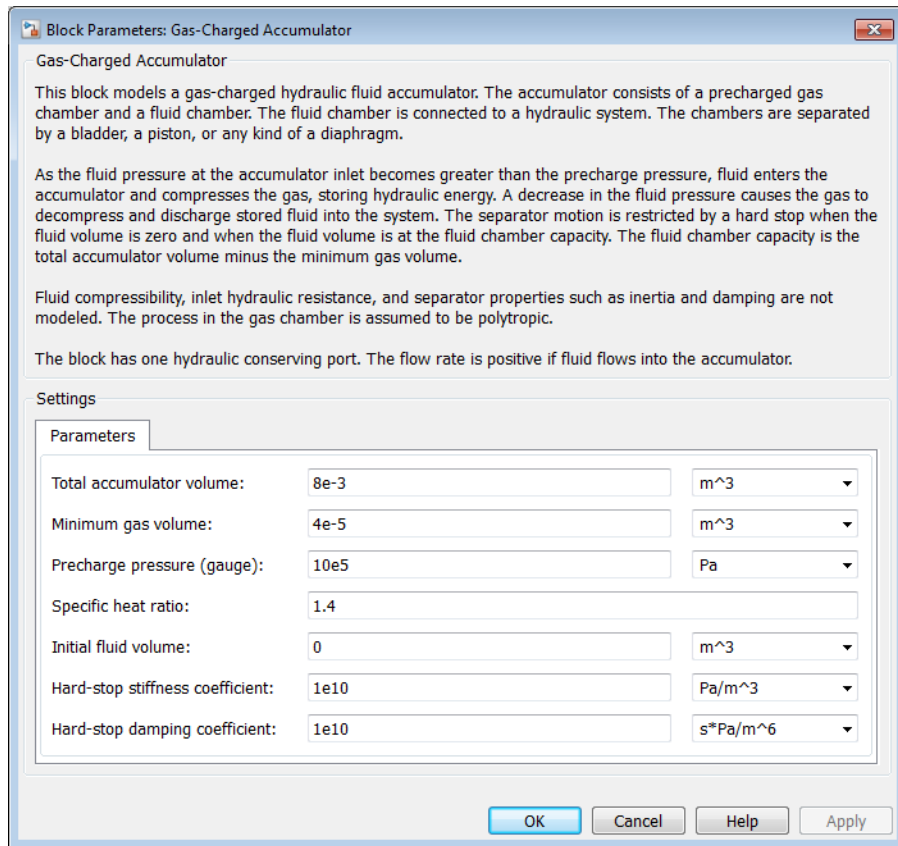 Block Parameters: Gas-Charged Accumulator
Gas-Charged Accumulator
This block models a gas-charged hydraulic fluid accumulator. The accumulator consists of a precharged gas
chamber and a fluid chamber. The fluid chamber is connected to a hydraulic system. The chambers are separated
by a bladder, a piston, or any kind of a diaphragm.
As the fluid pressure at the accumulator inlet becomes greater than the precharge pressure, fluid enters the
accumulator and compresses the gas, storing hydraulic energy. A decrease in the fluid pressure causes the gas to
decompress and discharge stored fluid into the system. The separator motion is restricted by a hard stop when the
fluid volume is zero and when the fluid volume is at the fluid chamber capacity. The fluid chamber capacity is the
total accumulator volume minus the minimum gas volume.
Fluid compressibility, inlet hydraulic resistance, and separator properties such as inertia and damping are not
modeled. The process in the gas chamber is assumed to be polytropic.
The block has one hydraulic conserving port. The flow rate is positive if fluid flows into the accumulator.
Settings
Parameters
Total accumulator volume: 8e-3 m^3
Minimum gas volume: 4e-5 m^3
Precharge pressure (gauge): 10e5 Pa
Specific heat ratio: 1.4
Initial fluid volume: 0 m^3
Hard-stop stiffness coefficient: 1e10 Pa/m^3
Hard-stop damping coefficient: 1e10 s*Pa/m^6
OK Cancel Help Apply